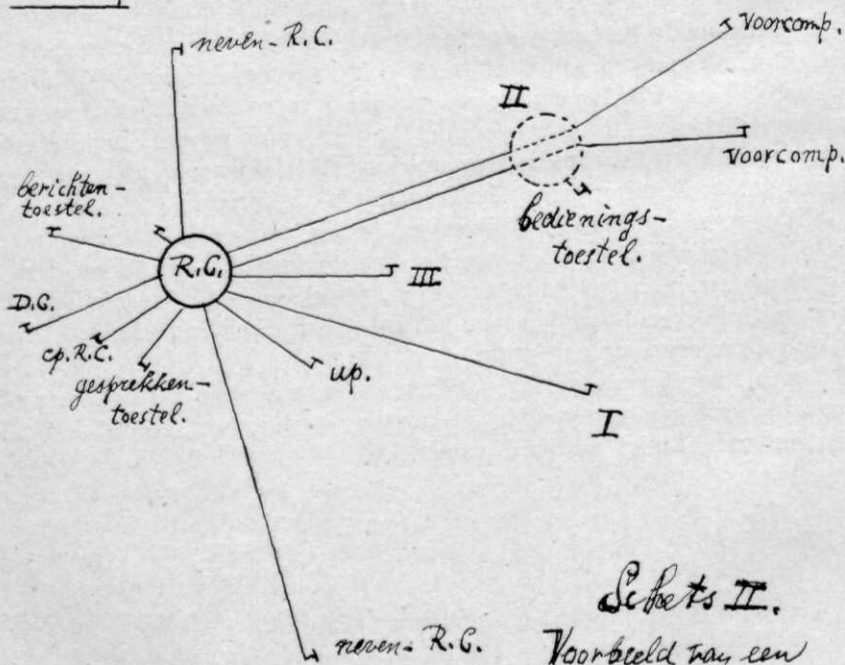 neven-R.C.
voorcomp.
II
voorcomp.
berichten-
toestel.
bedienings-
toestel.
R.C.
III
D.C.
cp. R.C.
gesprekken-
toestel.
up.
I
neven-R.C.
Schets II.
Voorbeeld van een